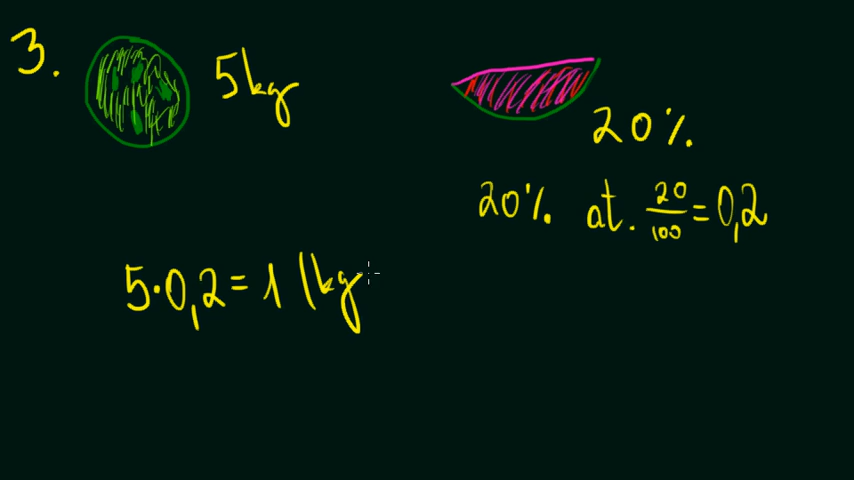 3.
5kg
20%.
20% at. 20/100 = 0,2
5·0,2 = 1 (kg